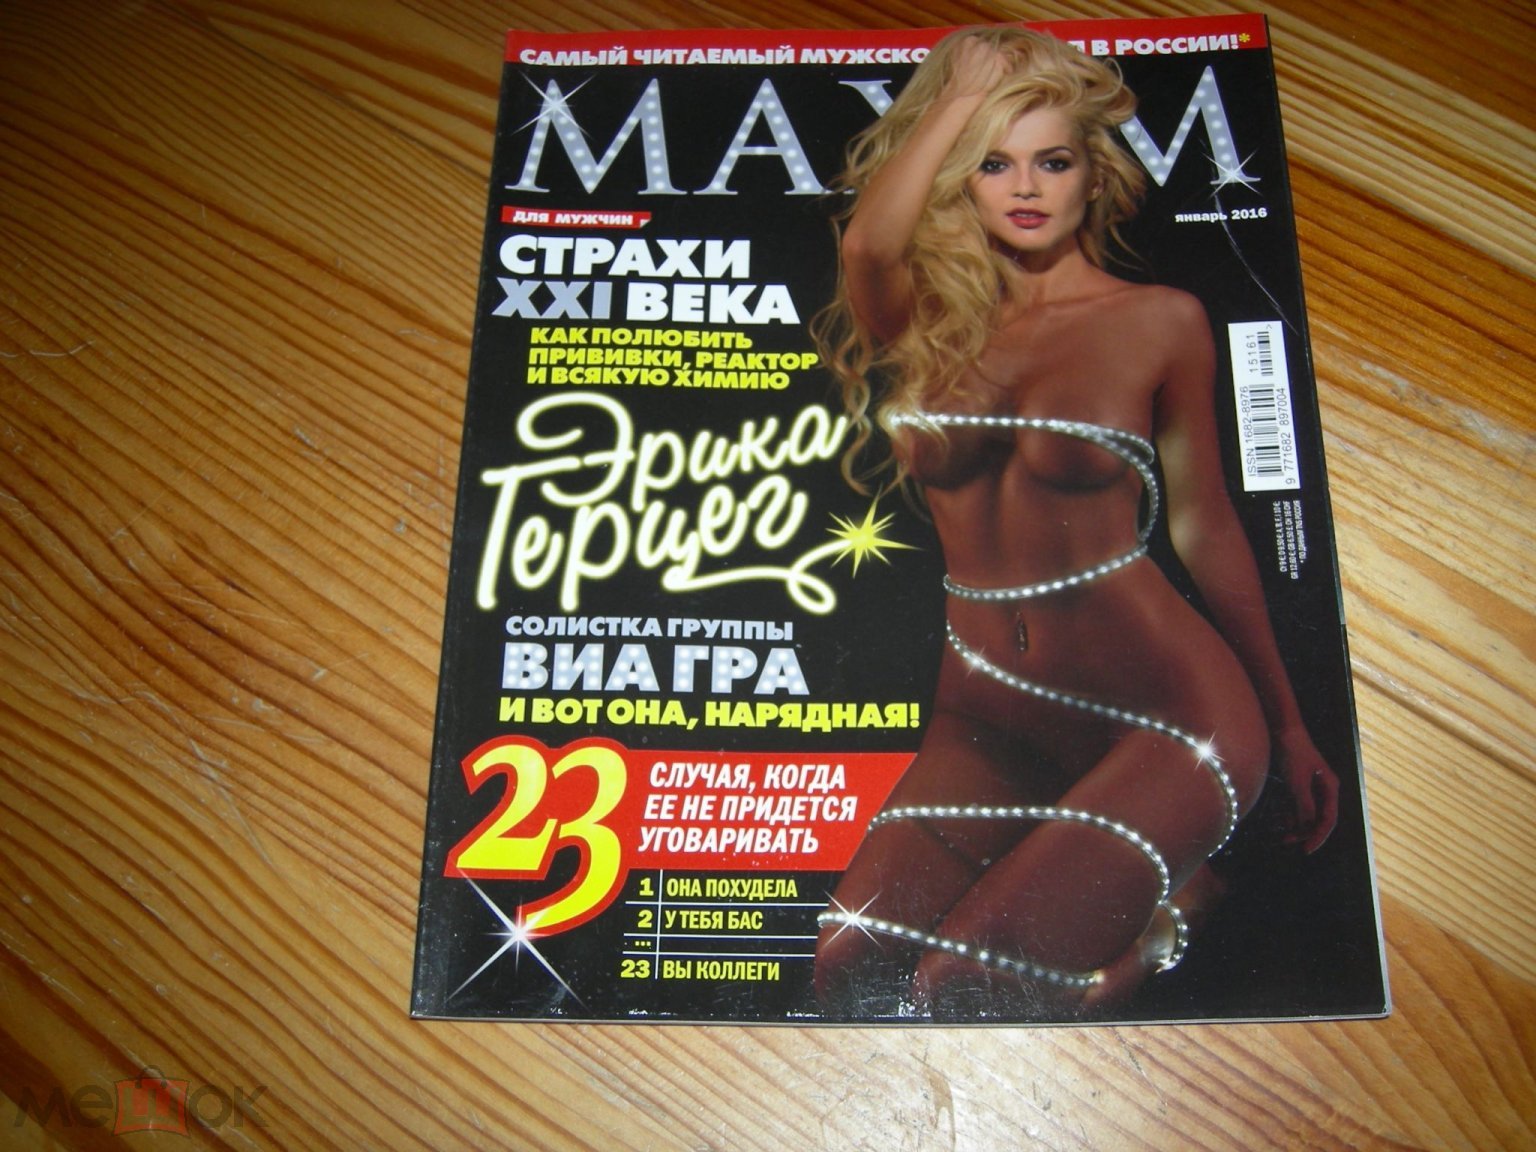 САМЫЙ ЧИТАЕМЫЙ МУЖСКО В РОССИИ!*
MAXIM
ДЛЯ МУЖЧИН
январь 2016
СТРАХИ
XXI ВЕКА
КАК ПОЛЮБИТЬ
ПРИВИВКИ, РЕАКТОР
И ВСЯКУЮ ХИМИЮ
Эрика
Герцег
СОЛИСТКА ГРУППЫ
ВИА ГРА
И ВОТ ОНА, НАРЯДНАЯ!
23
СЛУЧАЯ, КОГДА
ЕЕ НЕ ПРИДЕТСЯ
УГОВАРИВАТЬ
1 ОНА ПОХУДЕЛА
2 У ТЕБЯ БАС
...
23 ВЫ КОЛЛЕГИ
ISSN 1682-8976
15161
9 771682 897004
мешок